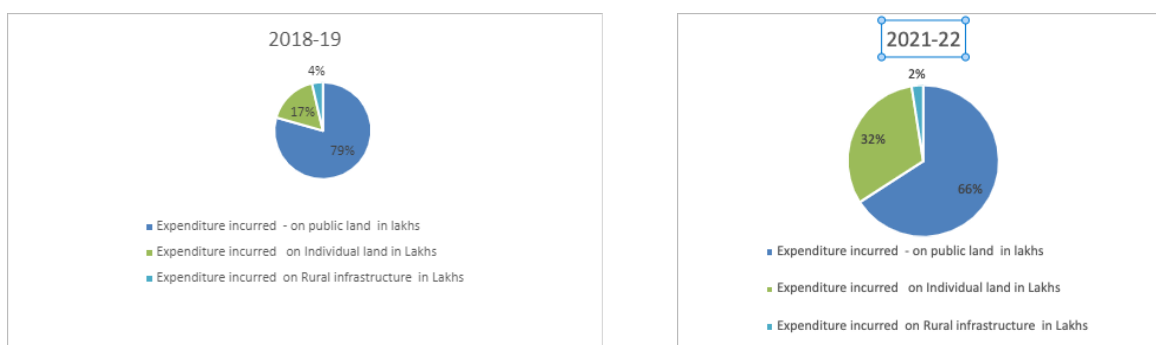 2018-19
4%
17%
79%
Expenditure incurred - on public land in lakhs
Expenditure incurred on Individual land in Lakhs
Expenditure incurred on Rural infrastructure in Lakhs
2021-22
2%
32%
66%
Expenditure incurred - on public land in lakhs
Expenditure incurred on Individual land in Lakhs
Expenditure incurred on Rural infrastructure in Lakhs